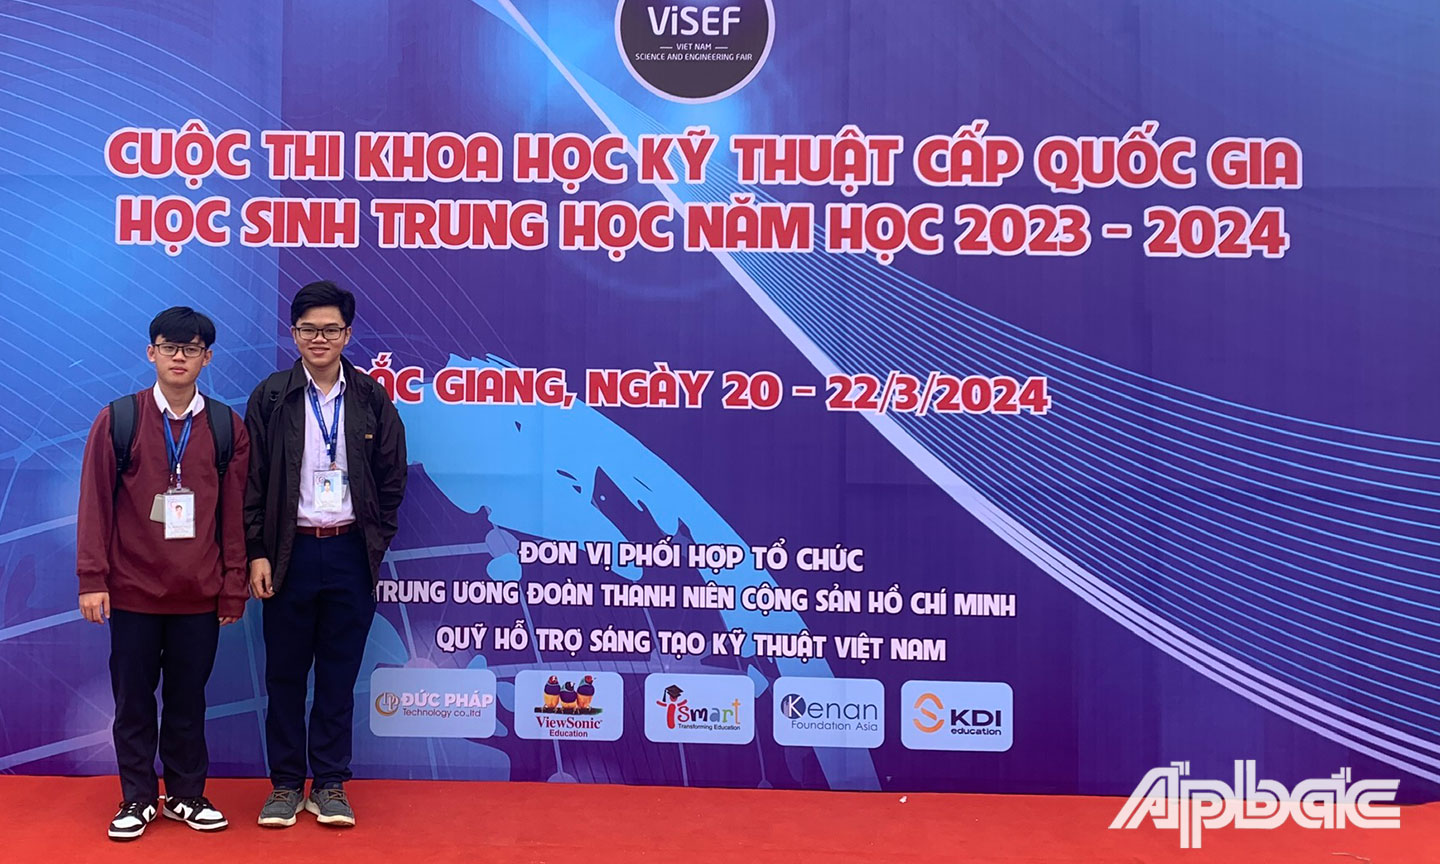 ViSEF
VIET NAM
SCIENCE AND ENGINEERING FAIR
CUỘC THI KHOA HỌC KỸ THUẬT CẤP QUỐC GIA
HỌC SINH TRUNG HỌC NĂM HỌC 2023 - 2024
ẮC GIANG, NGÀY 20 - 22/3/2024
ĐƠN VỊ PHỐI HỢP TỔ CHỨC
TRUNG ƯƠNG ĐOÀN THANH NIÊN CỘNG SẢN HỒ CHÍ MINH
QUỸ HỖ TRỢ SÁNG TẠO KỸ THUẬT VIỆT NAM
ĐỨC PHÁP
Technology co.,ltd
ViewSonic
Education
ismart
Transforming Education
Kenan
Foundation Asia
KDI
education
Apbac